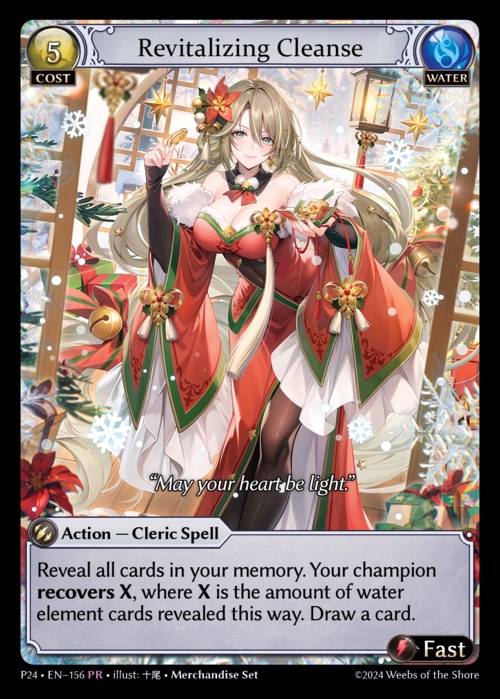 5
COST
Revitalizing Cleanse
WATER
“May your heart be light.”
Action — Cleric Spell
Reveal all cards in your memory. Your champion
recovers X, where X is the amount of water
element cards revealed this way. Draw a card.
Fast
P24 • EN–156 PR • illust: 十尾 • Merchandise Set
©2024 Weebs of the Shore